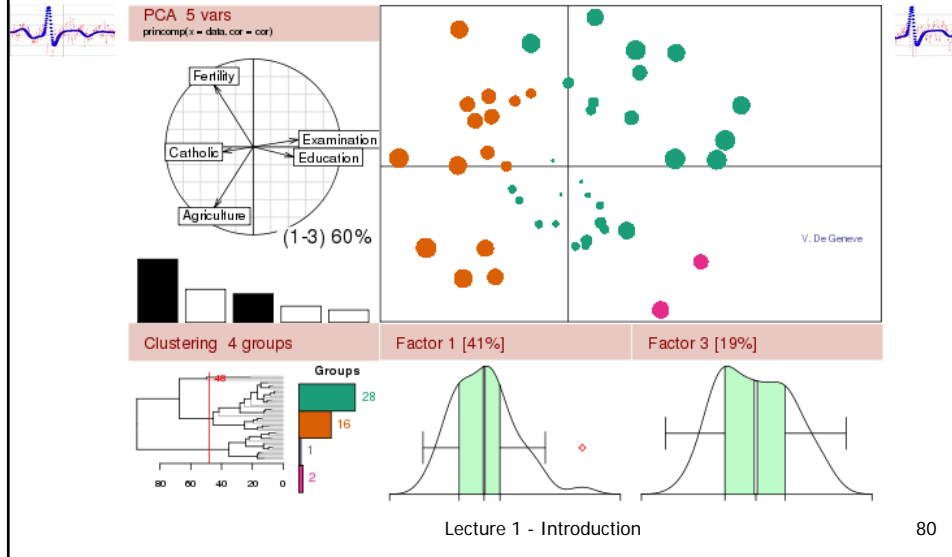 PCA 5 vars
princomp(x = data, cor = cor)
Fertility
Examination
Catholic
Education
Agriculture
(1-3) 60%
V. De Geneve
Clustering 4 groups
Factor 1 [41%]
Factor 3 [19%]
48
Groups
28
16
1
2
80 60 40 20 0
Lecture 1 - Introduction
80